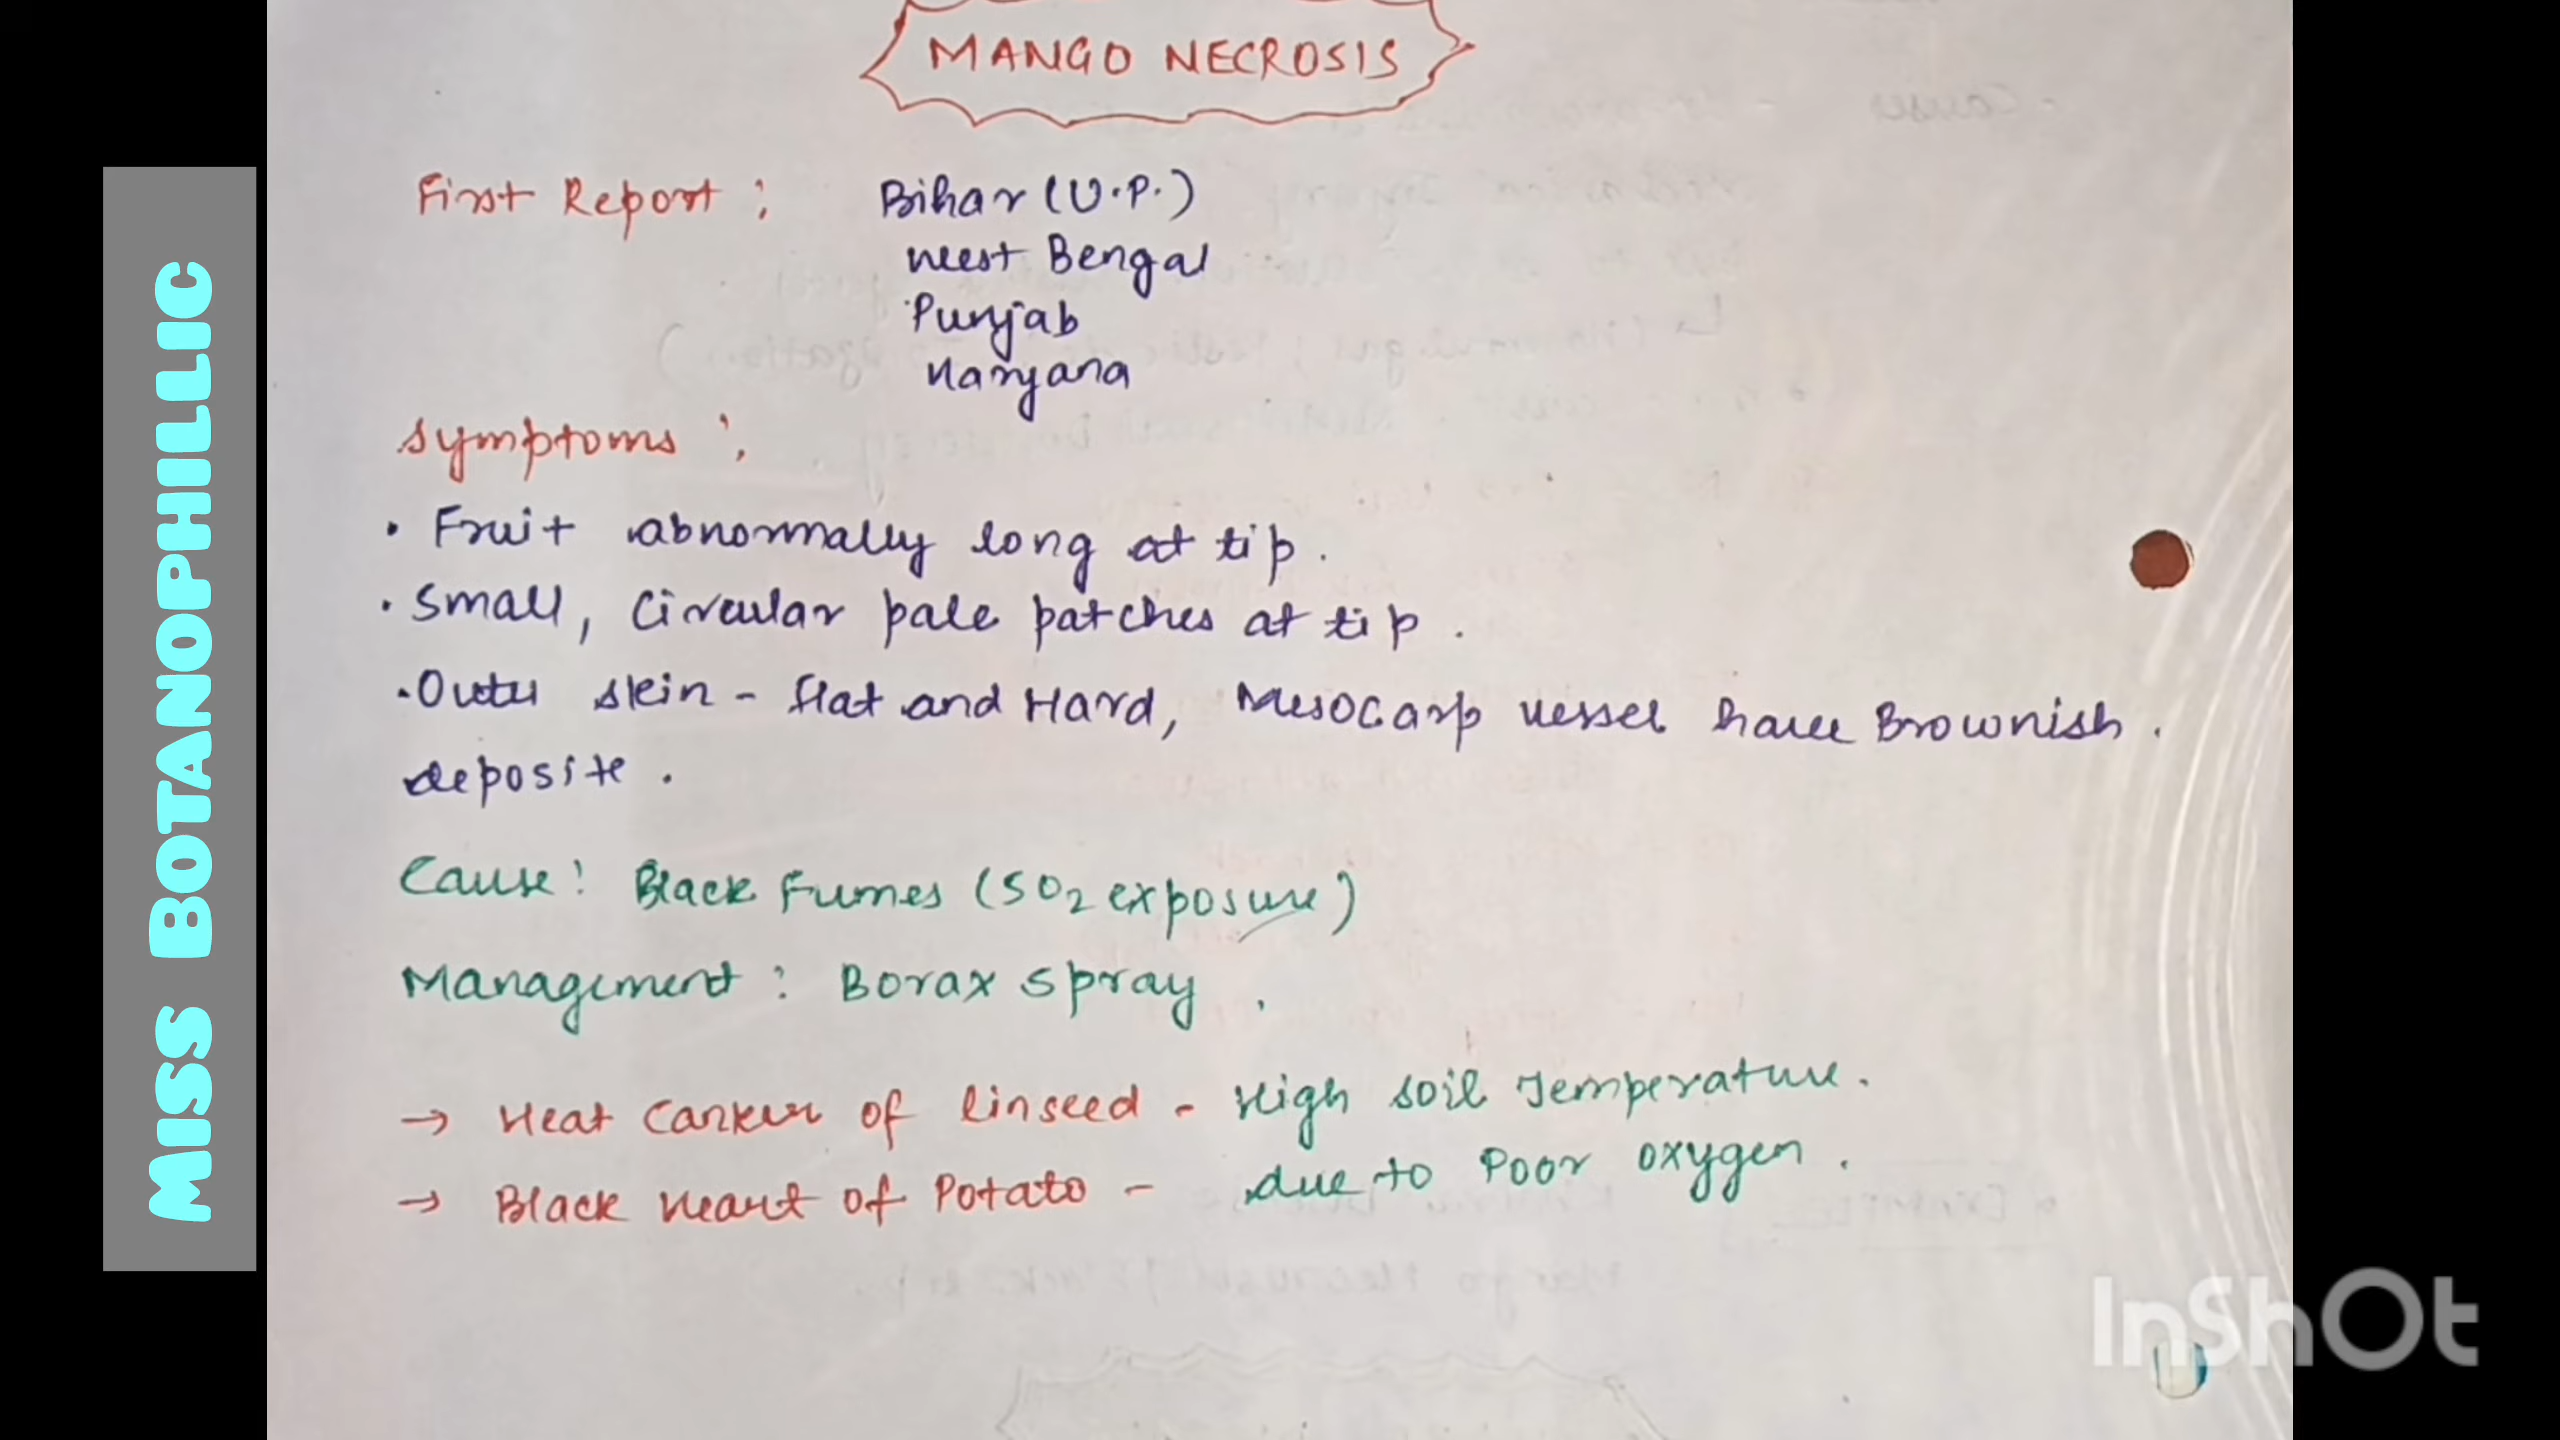 MANGO NECROSIS
First Report : Bihar (U.P.)
West Bengal
Punjab
Haryana
Symptoms :
• Fruit abnormally long at tip.
• Small, Circular pale patches at tip.
• Outer skin - flat and Hard, Mesocarp vessel have Brownish.
deposite.
Cause : Black Fumes (SO2 exposure)
Management : Borax spray.
→ Heat Canker of linseed - High soil Temperature.
→ Black Heart of Potato - due to Poor oxygen.
MISS BOTANOPHILLIC
InShOt